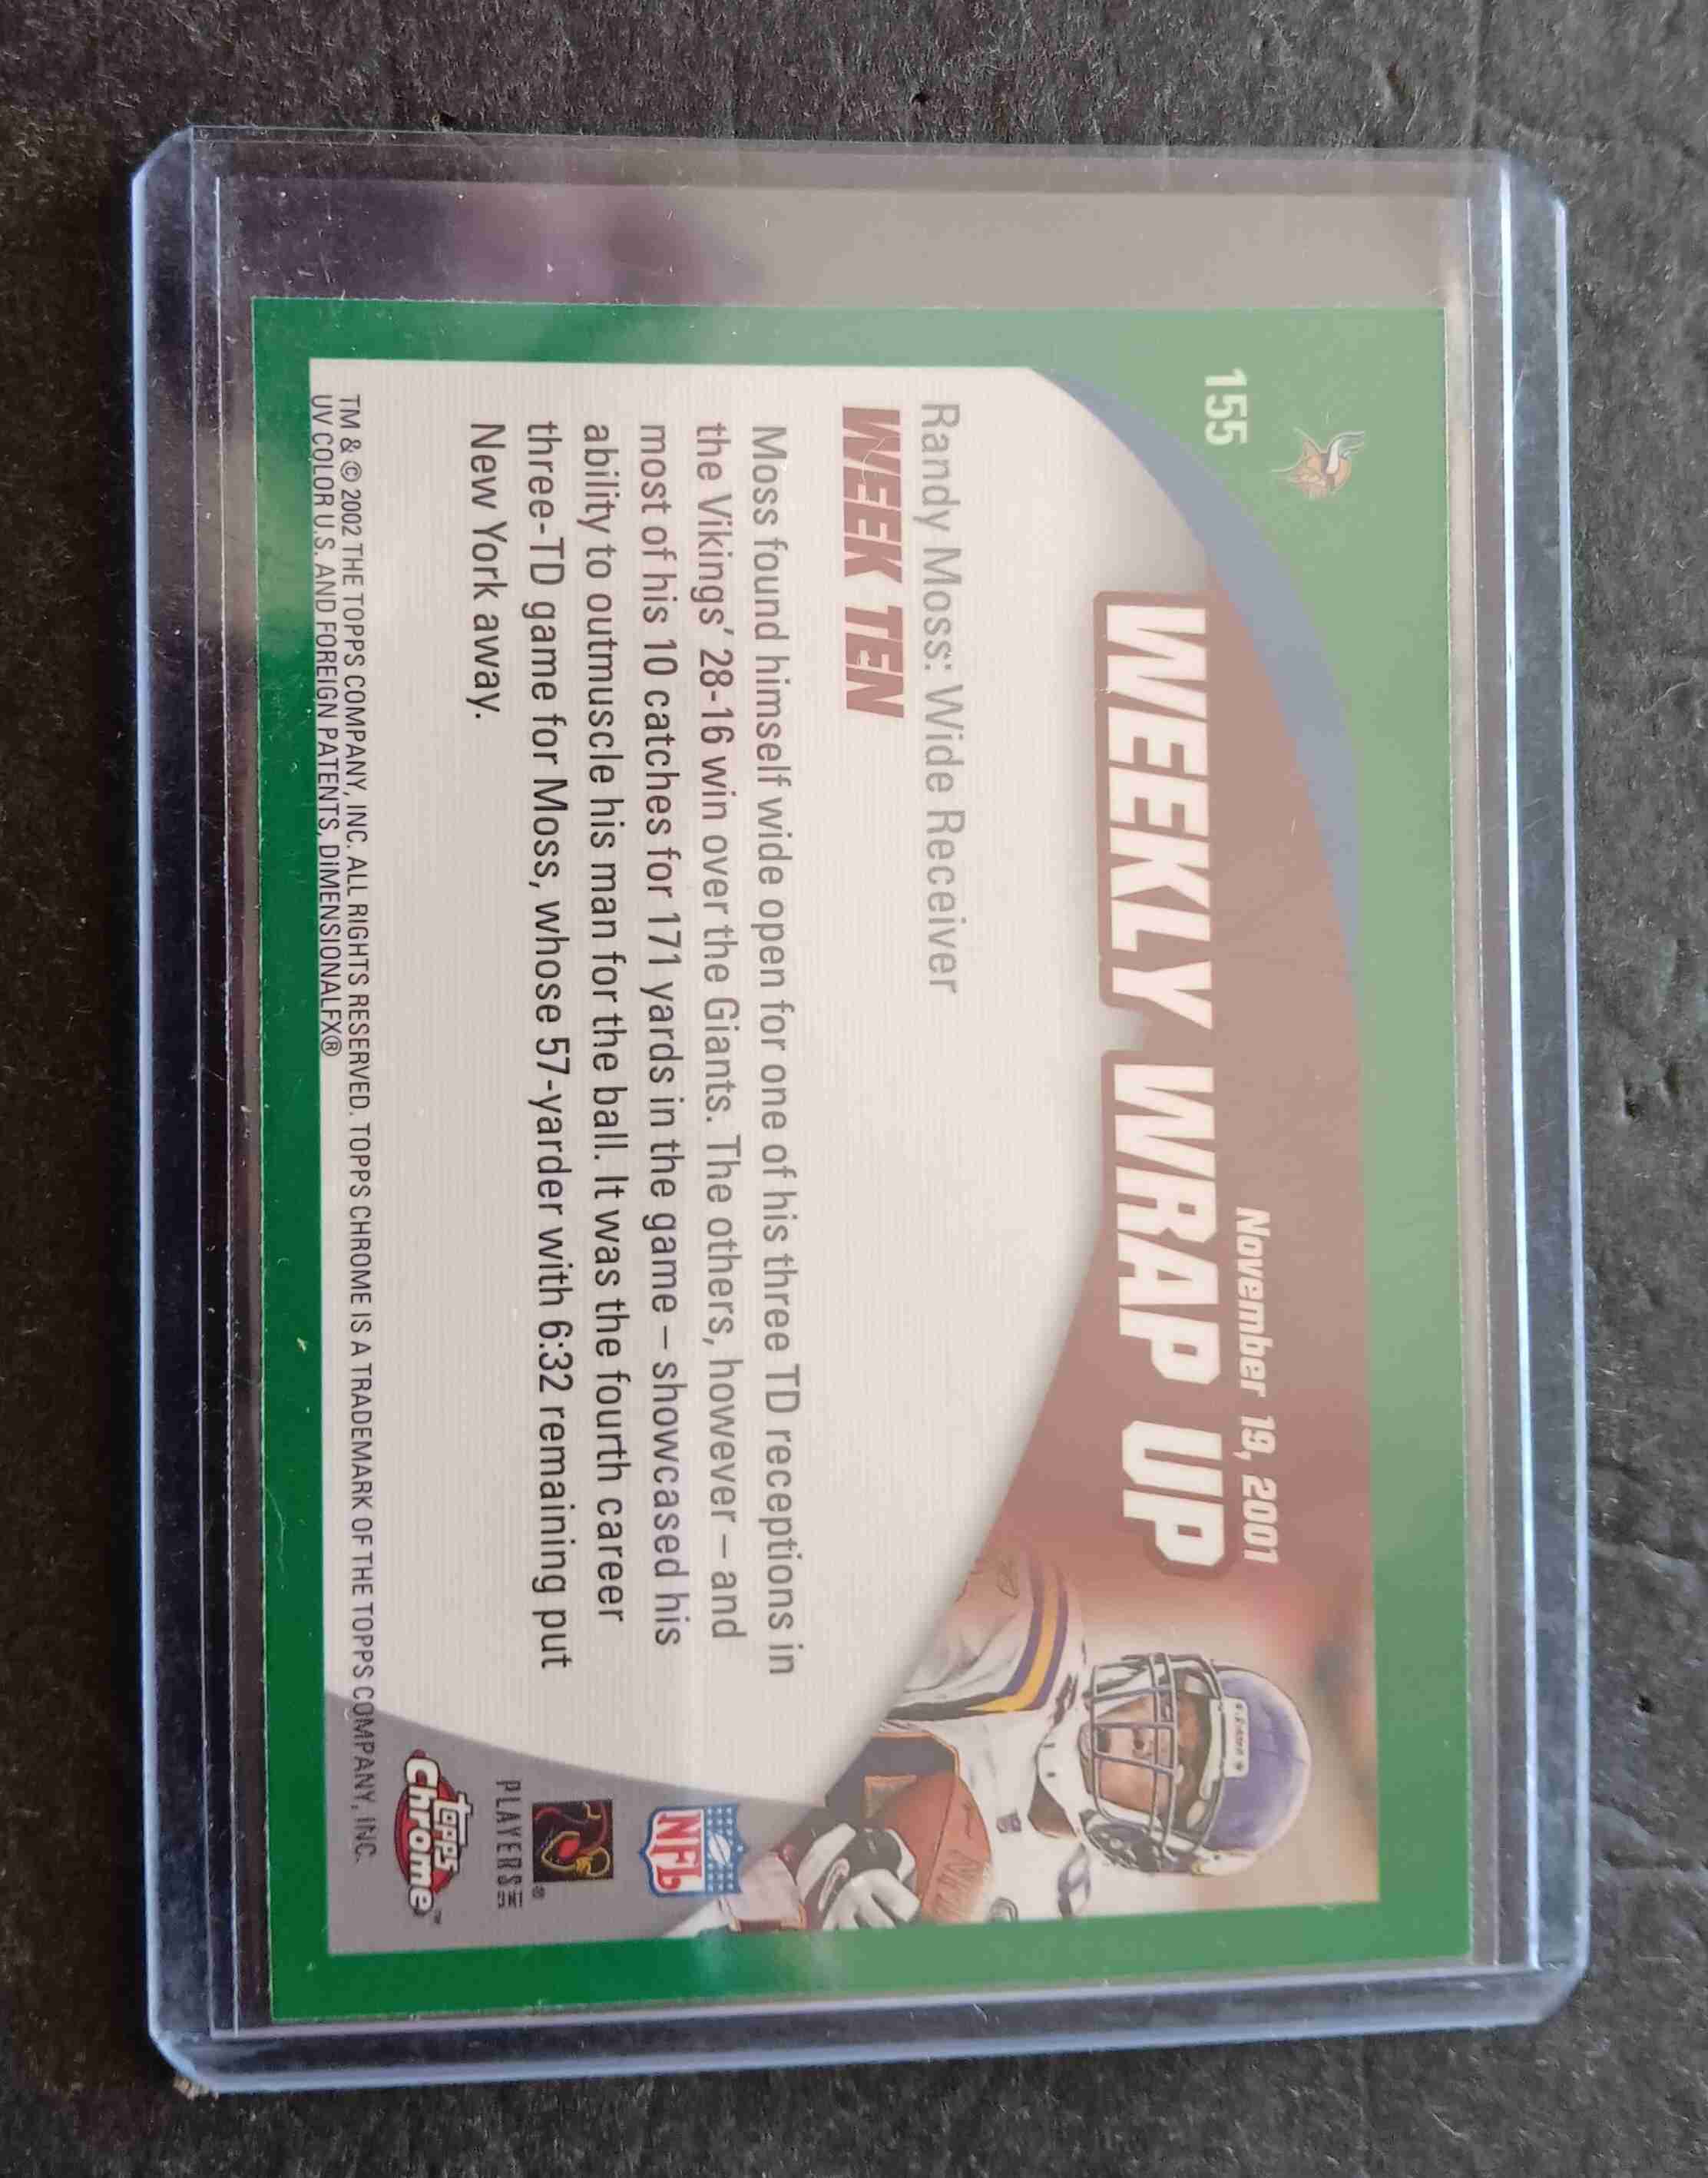 155
November 19, 2001
WEEKLY WRAP UP
Randy Moss: Wide Receiver
WEEK TEN
Moss found himself wide open for one of his three TD receptions in
the Vikings' 28-16 win over the Giants. The others, however – and
most of his 10 catches for 171 yards in the game – showcased his
ability to outmuscle his man for the ball. It was the fourth career
three-TD game for Moss, whose 57-yarder with 6:32 remaining put
New York away.
NFL
PLAYERS
topps
Chrome™
TM & © 2002 THE TOPPS COMPANY, INC. ALL RIGHTS RESERVED. TOPPS CHROME IS A TRADEMARK OF THE TOPPS COMPANY, INC.
UV COLOR U.S. AND FOREIGN PATENTS, DIMENSIONALFX®